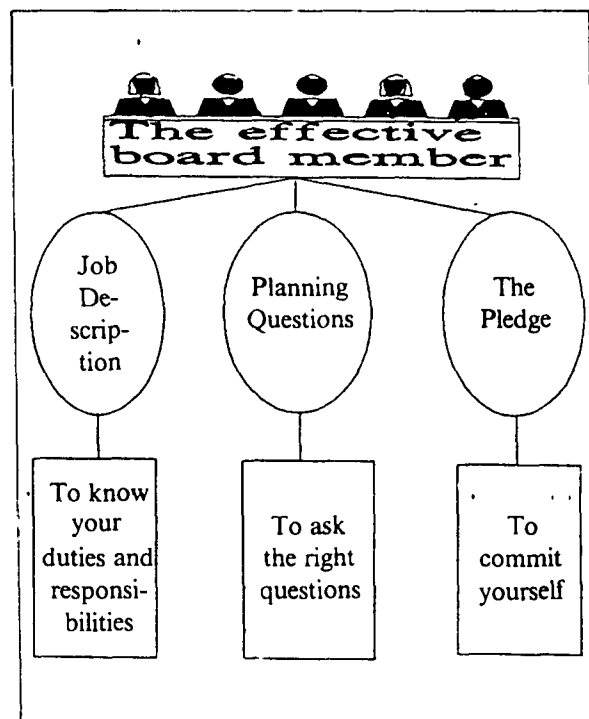 The effective
board member
Job
De-
scrip-
tion
Planning
Questions
The
Pledge
To know
your
duties and
responsi-
bilities
To ask
the right
questions
To
commit
yourself